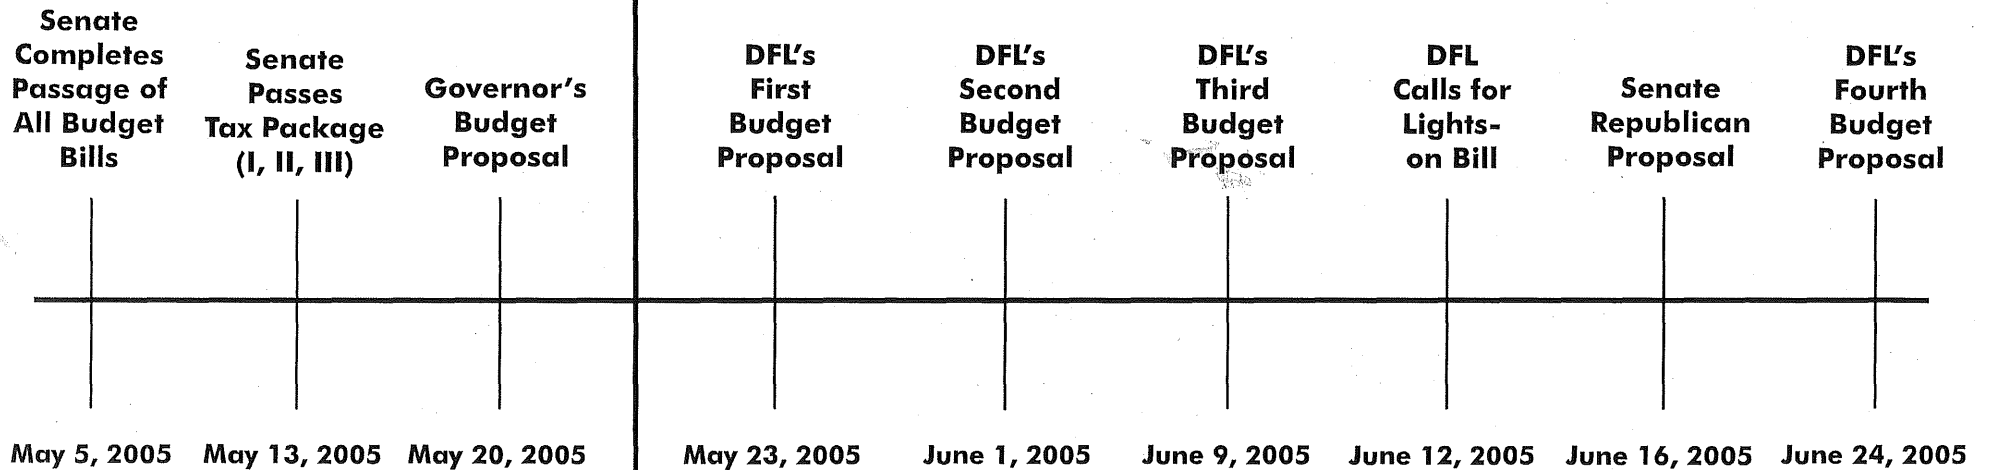 Senate
Completes
Passage of
All Budget
Bills
Senate
Passes
Tax Package
(I, II, III)
Governor's
Budget
Proposal
DFL's
First
Budget
Proposal
DFL's
Second
Budget
Proposal
DFL's
Third
Budget
Proposal
DFL
Calls for
Lights-
on Bill
Senate
Republican
Proposal
DFL's
Fourth
Budget
Proposal
May 5, 2005
May 13, 2005
May 20, 2005
May 23, 2005
June 1, 2005
June 9, 2005
June 12, 2005
June 16, 2005
June 24, 2005